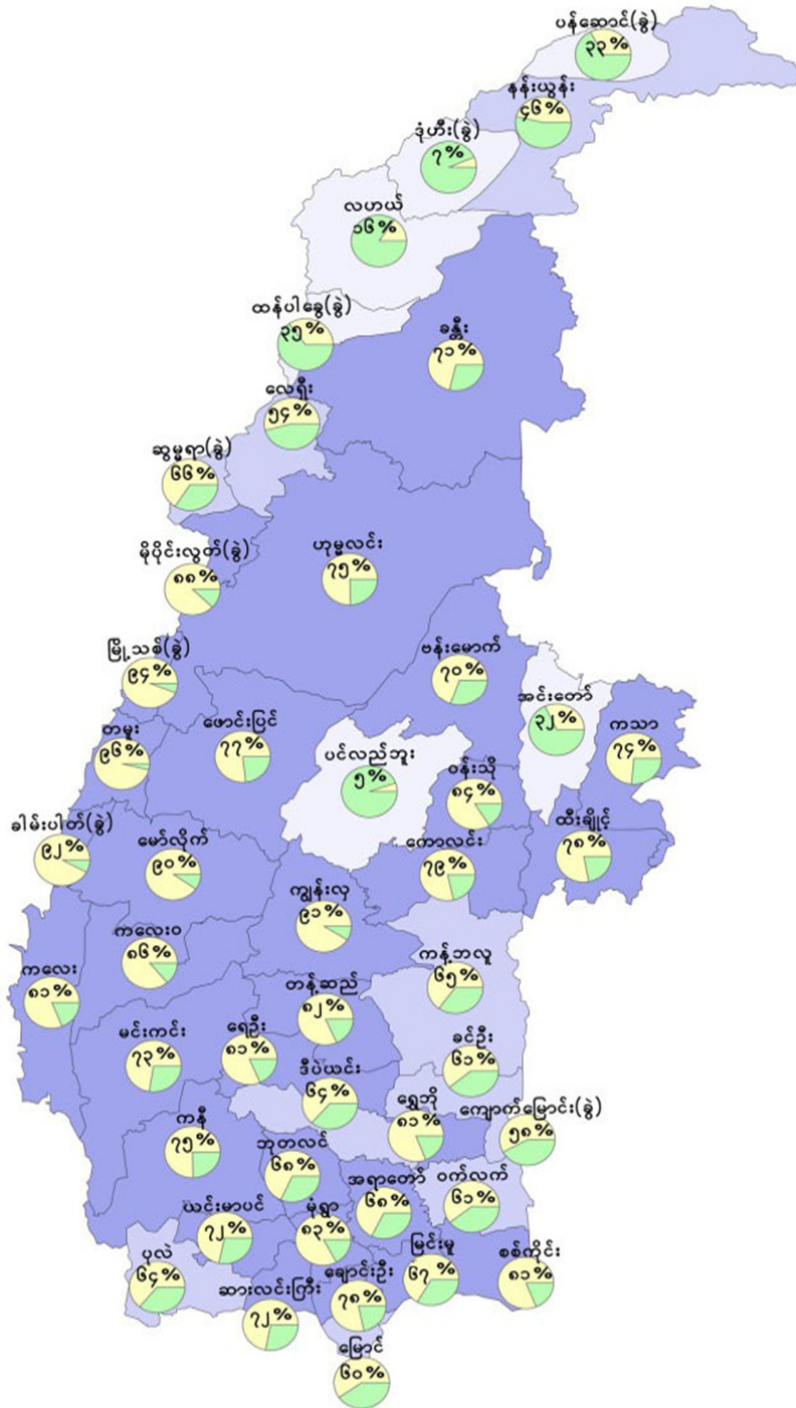 ပန်ဆောင်(ခွဲ)
၃၃%
နန်းယွန်း
၄၆%
ဒုံဟီး(ခွဲ)
၇%
လဟယ်
၁၆%
ထန်ပါခွေ(ခွဲ)
၃၅%
ခန္တီး
၇၁%
လေရှီး
၅၄%
ဆွမ္မရာ(ခွဲ)
၆၆%
မိုပိုင်းလွတ်(ခွဲ)
၈၈%
ဟုမ္မလင်း
၇၅%
မြို့သစ်(ခွဲ)
၉၄%
ဗန်းမောက်
၇၀%
အင်းတော်
၃၂%
ကသာ
၇၄%
တမူး
၉၆%
ဖောင်းပြင်
၇၇%
ပင်လည်ဘူး
၅%
ဝန်းသို
၈၄%
ထီးချိုင့်
၇၈%
ခါမ်းပါတ်(ခွဲ)
၉၂%
မော်လိုက်
၉၀%
ကောလင်း
၇၉%
ကျွန်းလှ
၉၁%
ကလေးဝ
၈၆%
ကန့်ဘလူ
၆၅%
ကလေး
၈၁%
တန့်ဆည်
၈၂%
မင်းကင်း
၇၃%
ရေဦး
၈၁%
ခင်ဦး
၆၁%
ဒီပဲယင်း
၆၄%
ရွှေဘို
၈၁%
ကျောက်မြောင်း(ခွဲ)
၅၈%
ကနီ
၇၅%
ဘုတလင်
၆၈%
အရာတော်
၆၈%
ဝက်လက်
၆၁%
ယင်းမာပင်
၇၂%
မုံရွာ
၈၃%
မြင်းမူ
၆၇%
စစ်ကိုင်း
၈၁%
ပုလဲ
၆၄%
ဆားလင်းကြီး
၇၂%
ချောင်းဦး
၇၈%
မြောင်
၆၀%